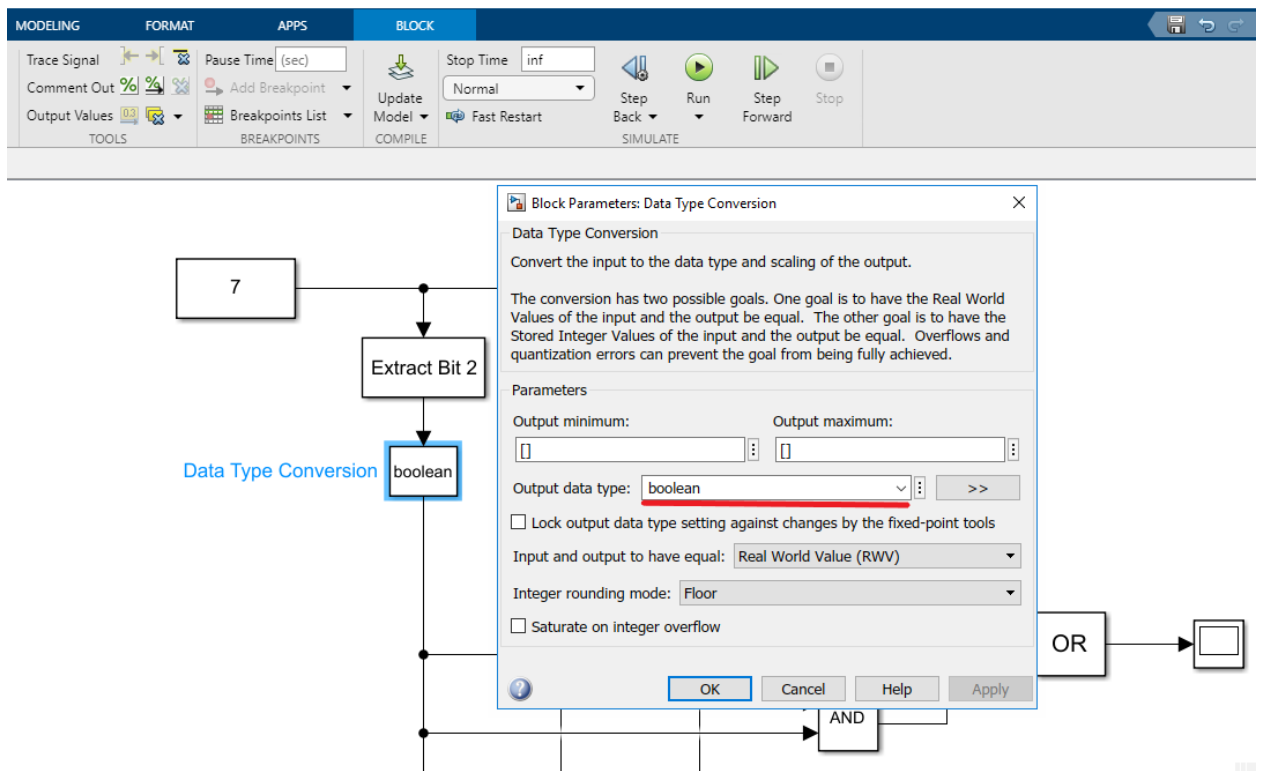 MODELING FORMAT APPS BLOCK
Trace Signal Pause Time (sec) Stop Time inf
Comment Out Add Breakpoint Normal
Update Step Run Step Stop
Output Values 0.3 Breakpoints List Model Fast Restart Back Forward
TOOLS BREAKPOINTS COMPILE SIMULATE
Block Parameters: Data Type Conversion
Data Type Conversion
Convert the input to the data type and scaling of the output.
The conversion has two possible goals. One goal is to have the Real World
Values of the input and the output be equal. The other goal is to have the
Stored Integer Values of the input and the output be equal. Overflows and
quantization errors can prevent the goal from being fully achieved.
Parameters
Output minimum: Output maximum:
[] []
Output data type: boolean >>
Lock output data type setting against changes by the fixed-point tools
Input and output to have equal: Real World Value (RWV)
Integer rounding mode: Floor
Saturate on integer overflow
OK Cancel Help Apply
7
Extract Bit 2
Data Type Conversion boolean
OR
AND